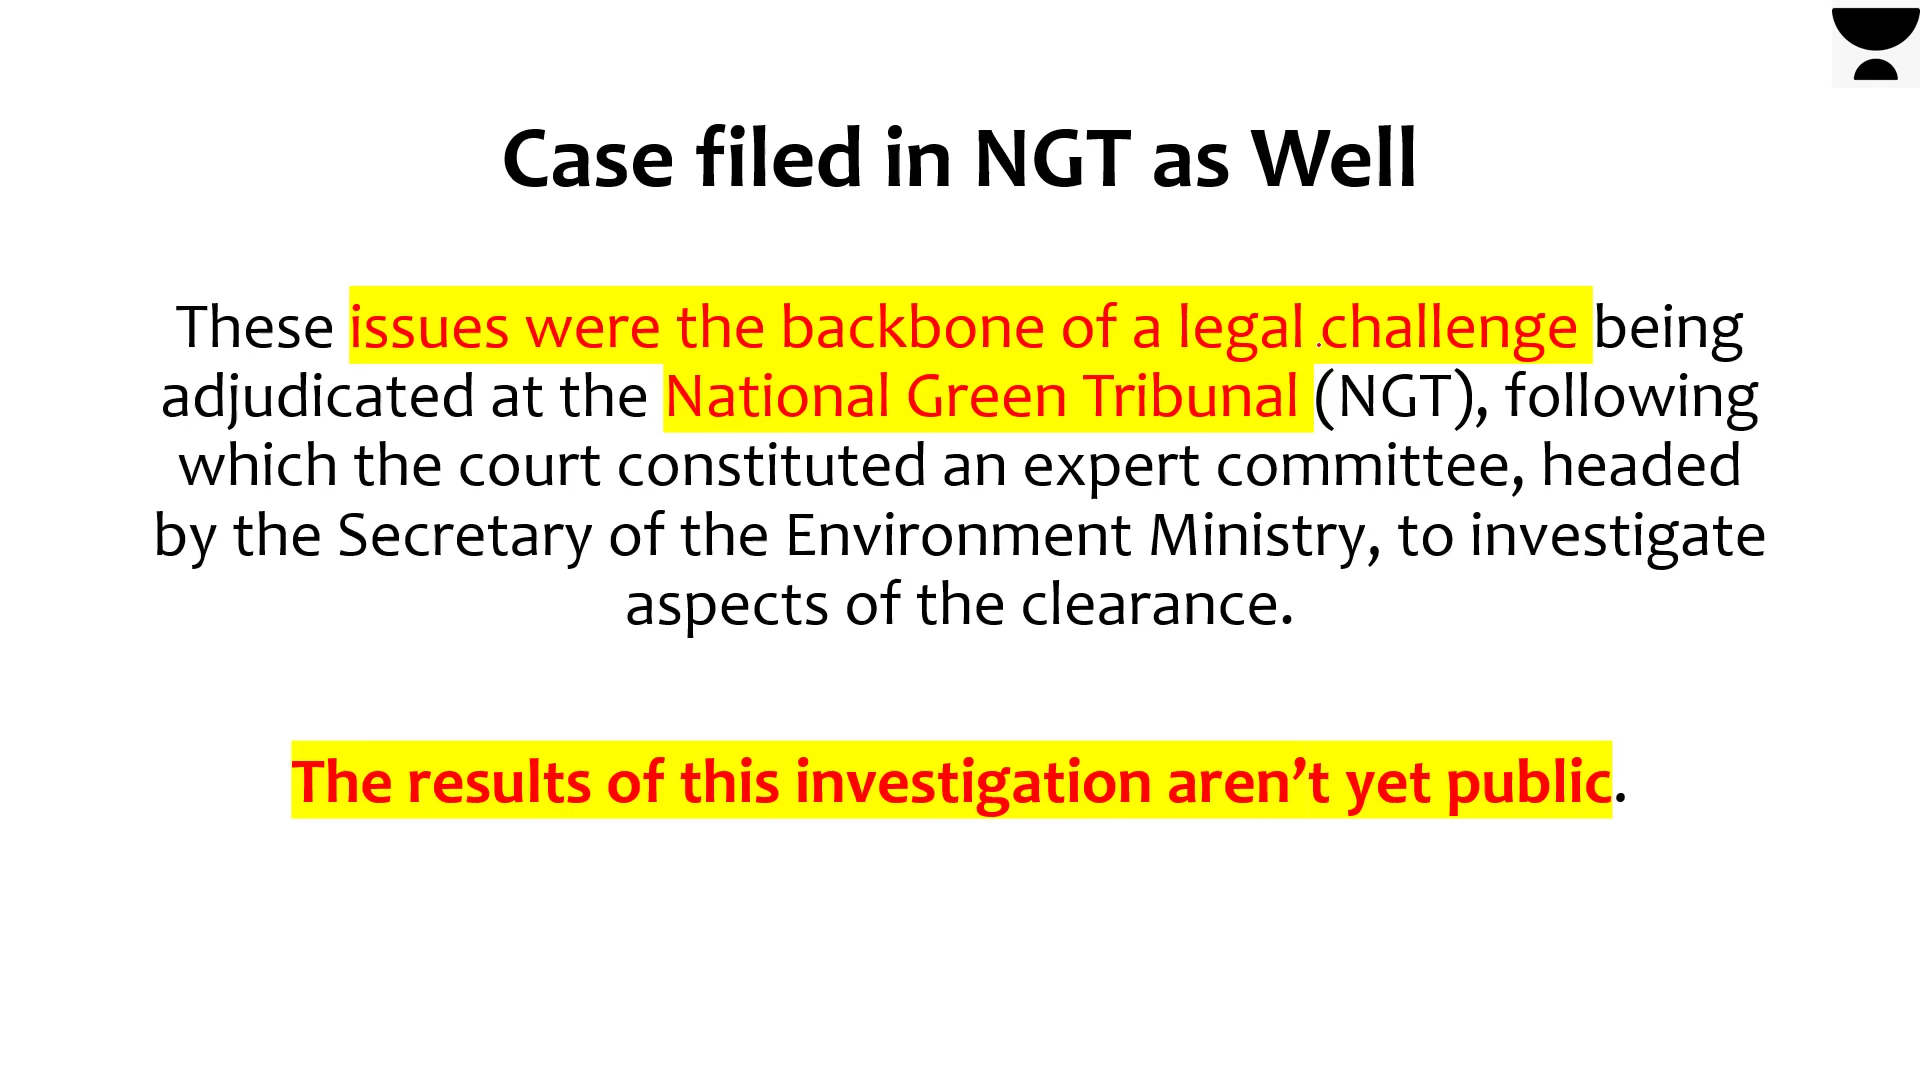 Case filed in NGT as Well
These issues were the backbone of a legal challenge being
adjudicated at the National Green Tribunal (NGT), following
which the court constituted an expert committee, headed
by the Secretary of the Environment Ministry, to investigate
aspects of the clearance.
The results of this investigation aren’t yet public.